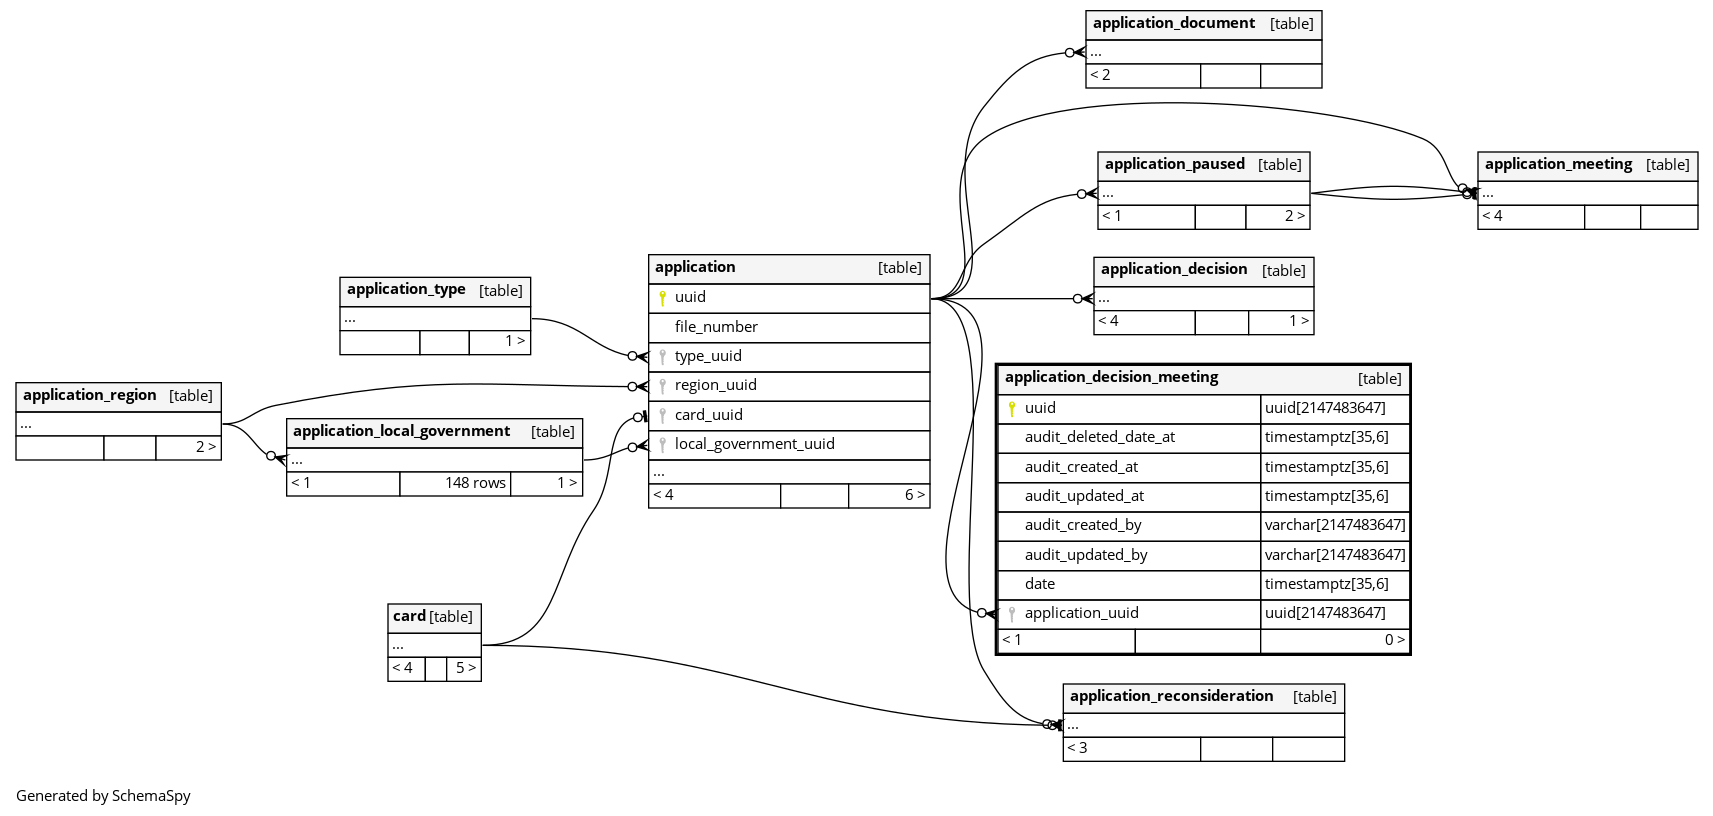 application_document [table]
...
< 2
application_paused [table]
...
< 1 2 >
application_meeting [table]
...
< 4
application_decision [table]
...
< 4 1 >
application [table]
uuid
file_number
type_uuid
region_uuid
card_uuid
local_government_uuid
...
< 4 6 >
application_type [table]
...
1 >
application_region [table]
...
2 >
application_local_government [table]
...
< 1 148 rows 1 >
application_decision_meeting [table]
uuid uuid[2147483647]
audit_deleted_date_at timestamptz[35,6]
audit_created_at timestamptz[35,6]
audit_updated_at timestamptz[35,6]
audit_created_by varchar[2147483647]
audit_updated_by varchar[2147483647]
date timestamptz[35,6]
application_uuid uuid[2147483647]
< 1 0 >
card [table]
...
< 4 5 >
application_reconsideration [table]
...
< 3
Generated by SchemaSpy